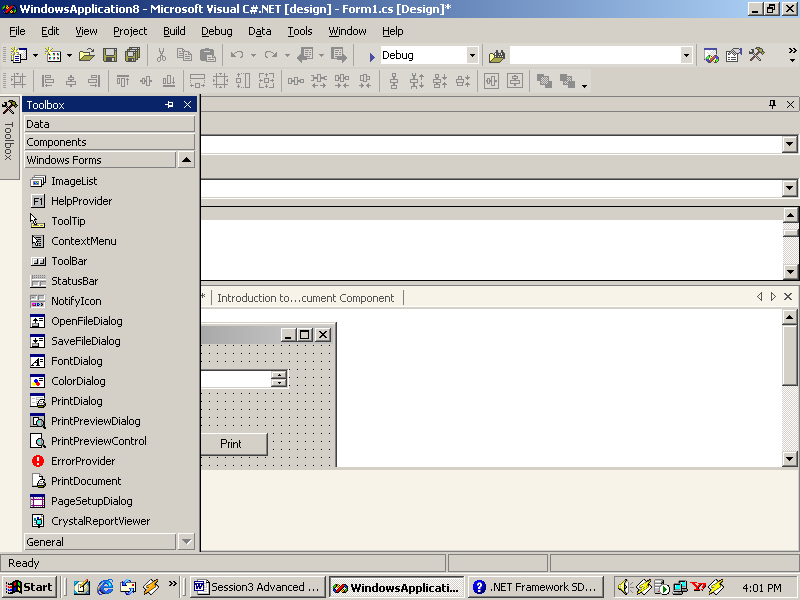 WindowsApplication8 - Microsoft Visual C#.NET [design] - Form1.cs [Design]*
File Edit View Project Build Debug Data Tools Window Help
Debug
Toolbox
Toolbox
Data
Components
Windows Forms
ImageList
F1 HelpProvider
ToolTip
ContextMenu
ToolBar
StatusBar
NotifyIcon
OpenFileDialog
SaveFileDialog
FontDialog
ColorDialog
PrintDialog
PrintPreviewDialog
PrintPreviewControl
ErrorProvider
PrintDocument
PageSetupDialog
CrystalReportViewer
General
* Introduction to...cument Component
Print
Ready
Start Session3 Advanced ... WindowsApplicati... .NET Framework SD... 4:01 PM